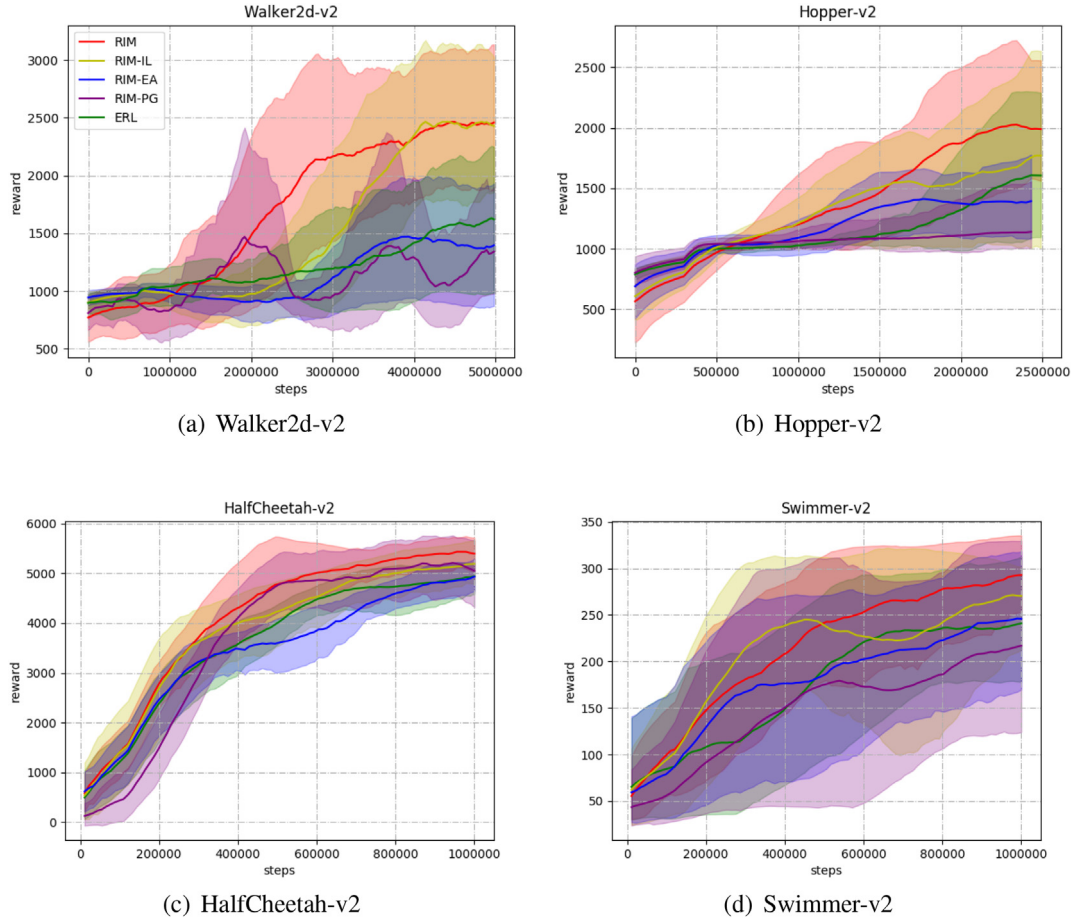 Walker2d-v2
RIM
RIM-IL
RIM-EA
RIM-PG
ERL
3000
2500
2000
1500
1000
500
reward
0 1000000 2000000 3000000 4000000 5000000
steps
(a) Walker2d-v2
Hopper-v2
2500
2000
1500
1000
500
reward
0 500000 1000000 1500000 2000000 2500000
steps
(b) Hopper-v2
HalfCheetah-v2
6000
5000
4000
3000
2000
1000
0
reward
0 200000 400000 600000 800000 1000000
steps
(c) HalfCheetah-v2
Swimmer-v2
350
300
250
200
150
100
50
reward
0 200000 400000 600000 800000 1000000
steps
(d) Swimmer-v2